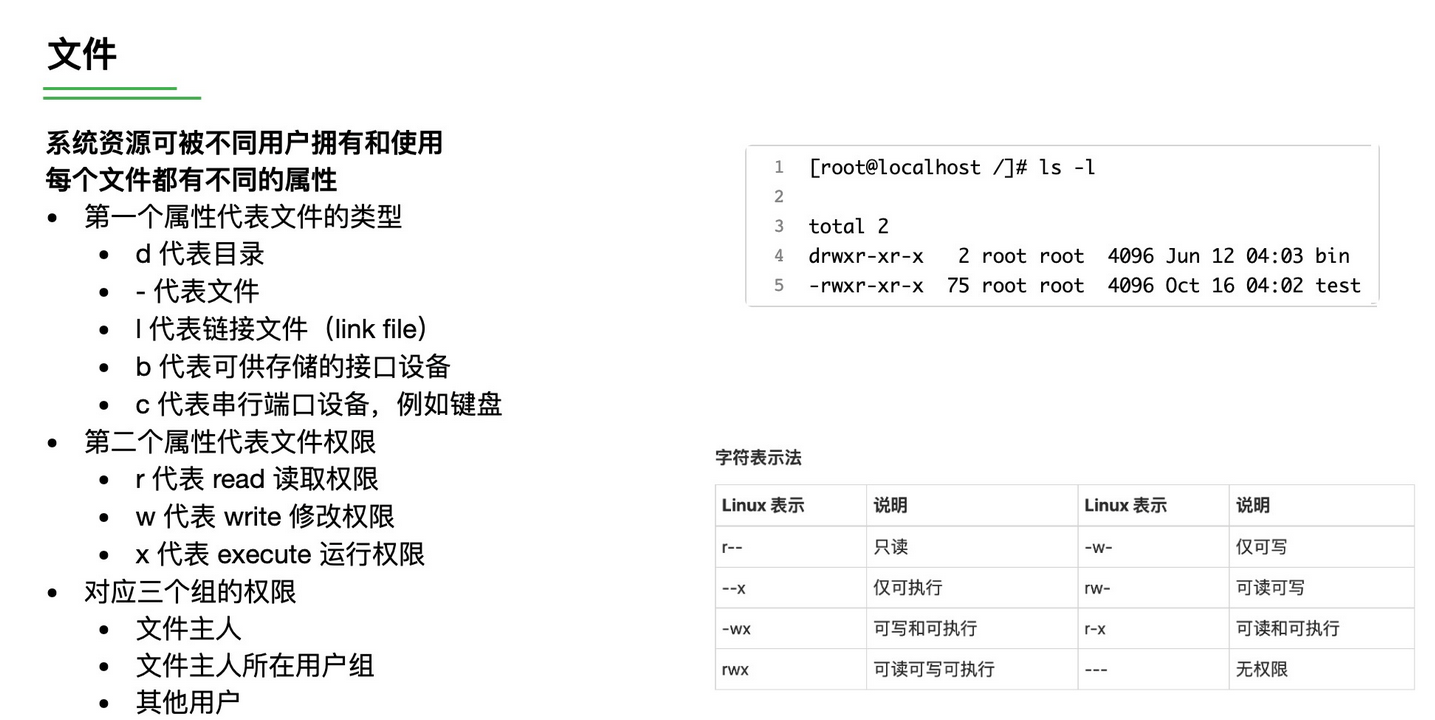 文件
系统资源可被不同用户拥有和使用
每个文件都有不同的属性
• 第一个属性代表文件的类型
• d 代表目录
• - 代表文件
• l 代表链接文件（link file）
• b 代表可供存储的接口设备
• c 代表串行端口设备，例如键盘
• 第二个属性代表文件权限
• r 代表 read 读取权限
• w 代表 write 修改权限
• x 代表 execute 运行权限
• 对应三个组的权限
• 文件主人
• 文件主人所在用户组
• 其他用户
1 [root@localhost /]# ls -l
2
3 total 2
4 drwxr-xr-x   2 root root  4096 Jun 12 04:03 bin
5 -rwxr-xr-x  75 root root  4096 Oct 16 04:02 test
字符表示法
Linux 表示 说明 Linux 表示 说明
r-- 只读 -w- 仅可写
--x 仅可执行 rw- 可读可写
-wx 可写和可执行 r-x 可读和可执行
rwx 可读可写可执行 --- 无权限